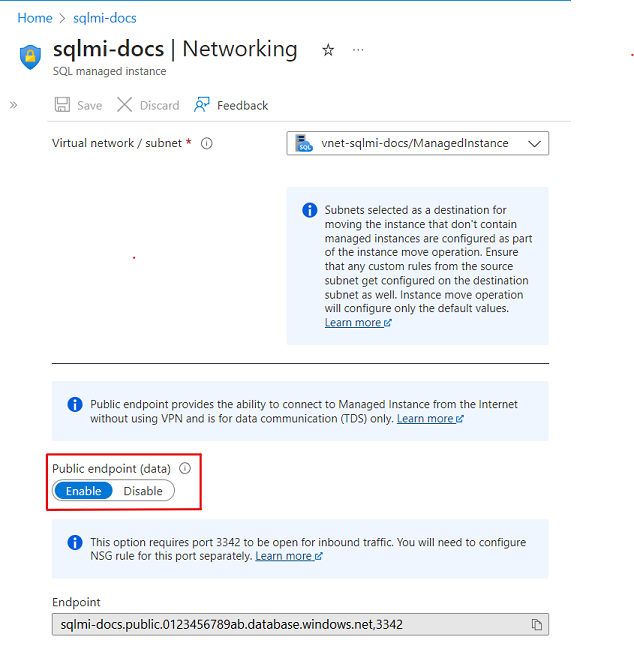 Home > sqlmi-docs
sqlmi-docs | Networking
SQL managed instance
Save Discard Feedback
Virtual network / subnet *
SQL
vnet-sqlmi-docs/ManagedInstance
Subnets selected as a destination for
moving the instance that don't contain
managed instances are configured as part
of the instance move operation. Ensure
that any custom rules from the source
subnet get configured on the destination
subnet as well. Instance move operation
will configure only the default values.
Learn more
Public endpoint provides the ability to connect to Managed Instance from the Internet
without using VPN and is for data communication (TDS) only. Learn more
Public endpoint (data)
Enable Disable
This option requires port 3342 to be open for inbound traffic. You will need to configure
NSG rule for this port separately. Learn more
Endpoint
sqlmi-docs.public.0123456789ab.database.windows.net,3342